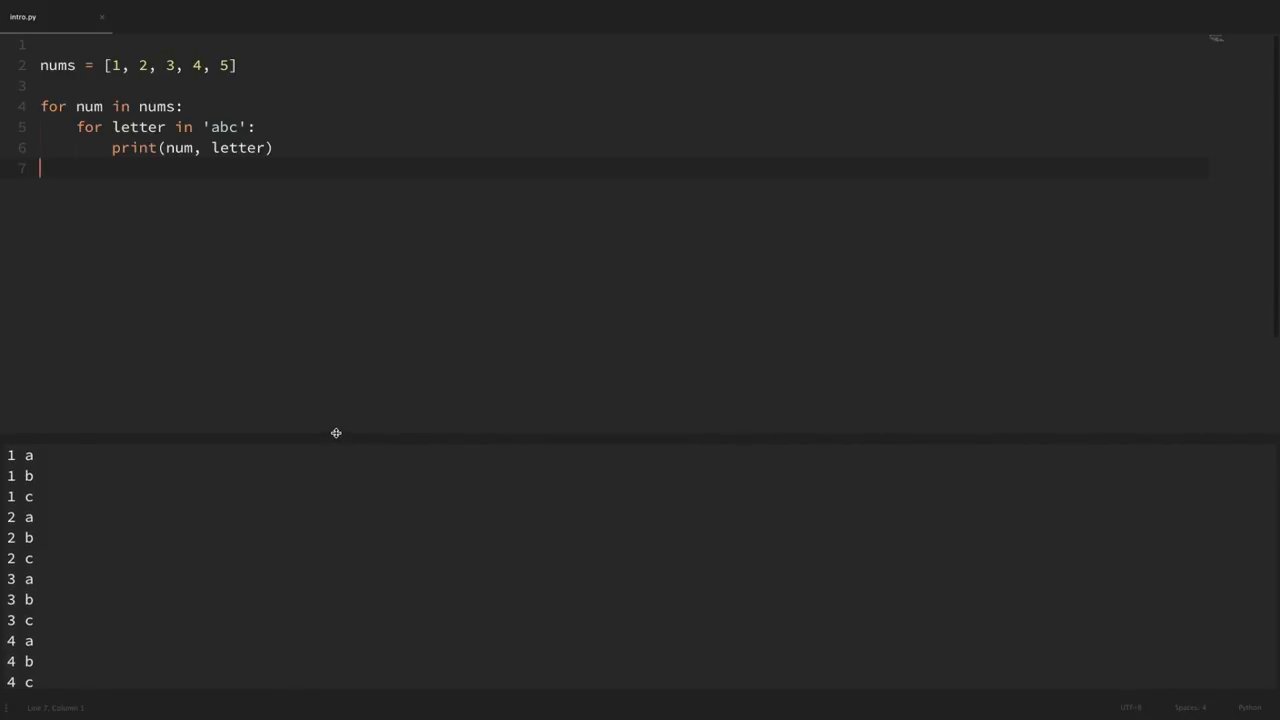 intro.py ×
1
2 nums = [1, 2, 3, 4, 5]
3
4 for num in nums:
5     for letter in 'abc':
6         print(num, letter)
7
1 a
1 b
1 c
2 a
2 b
2 c
3 a
3 b
3 c
4 a
4 b
4 c
Line 7, Column 1 UTF-8 Spaces: 4 Python